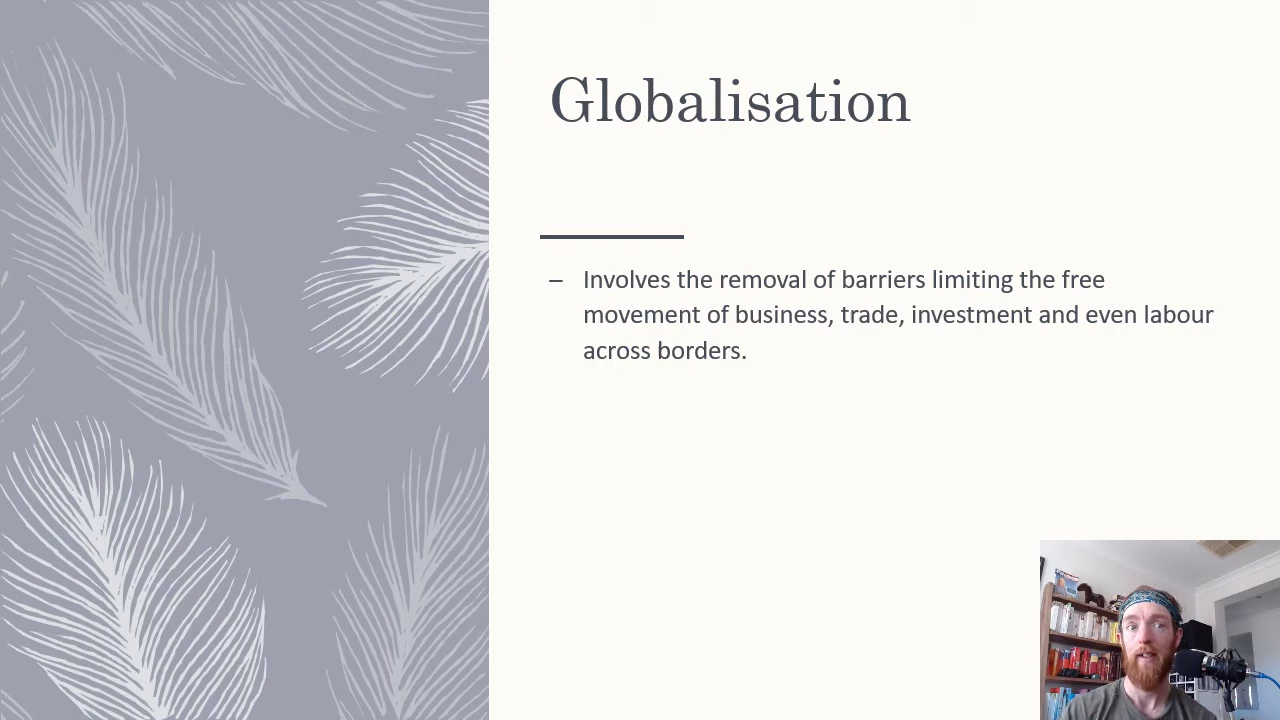 Globalisation
– Involves the removal of barriers limiting the free
movement of business, trade, investment and even labour
across borders.